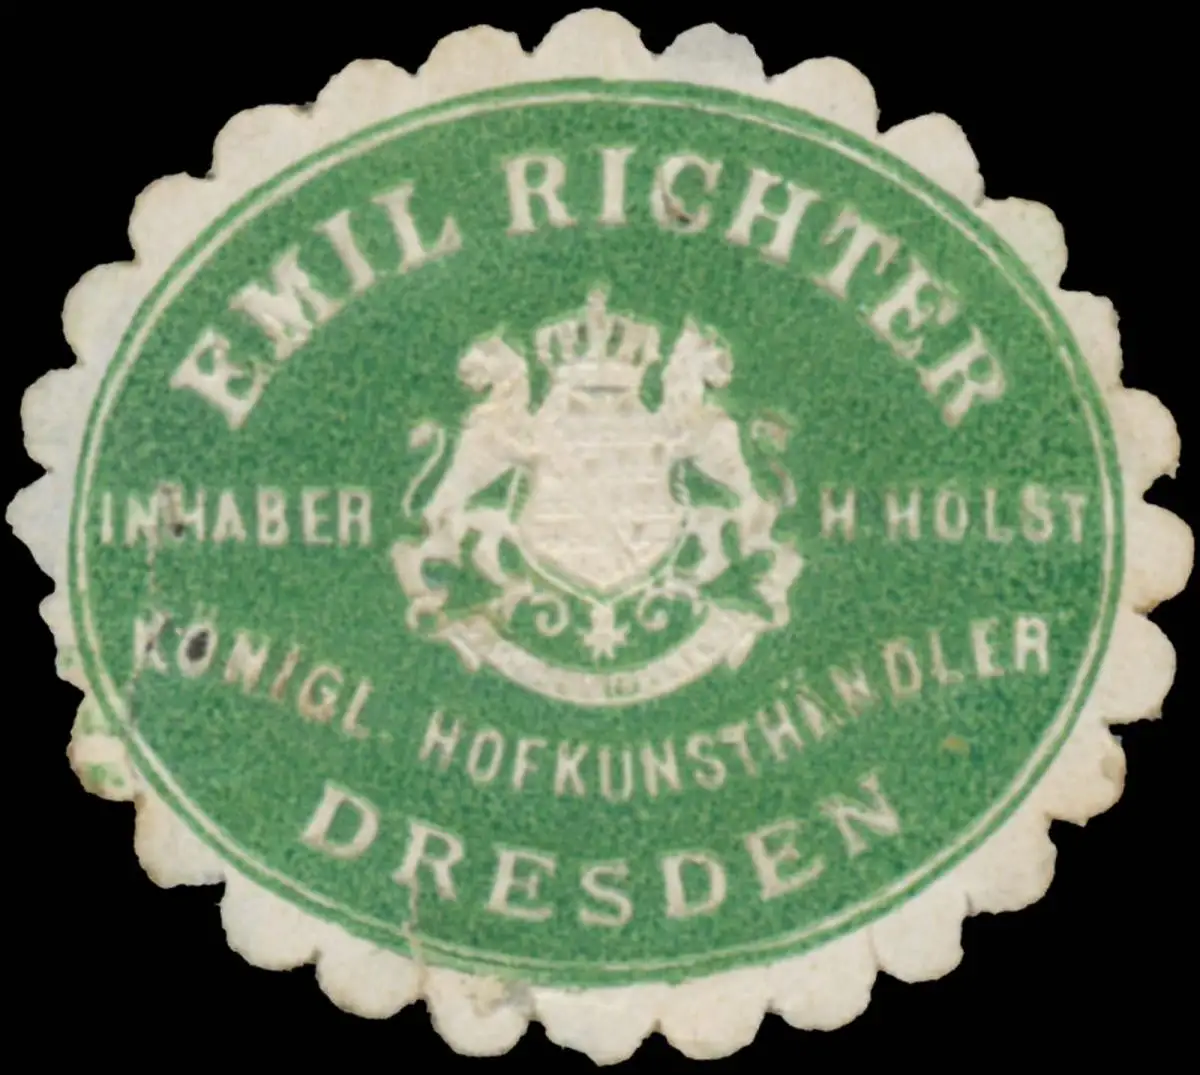 EMIL RICHTER
INHABER H. HOLST
KÖNIGL. HOFKUNSTHÄNDLER
DRESDEN